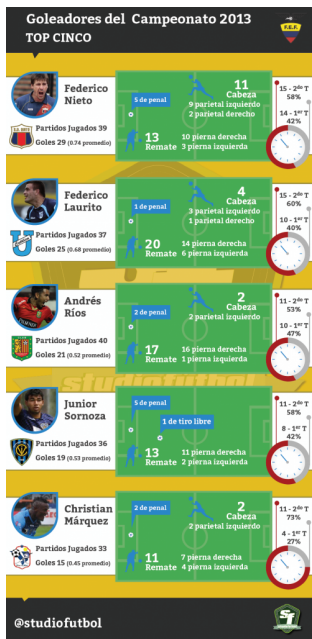 Goleadores del Campeonato 2013
TOP CINCO
F.E.F.
Federico
Nieto
Partidos Jugados 39
Goles 29 (0.74 promedio)
5 de penal
11
Cabeza
9 parietal izquierdo
2 parietal derecho
13
Remate
10 pierna derecha
3 pierna izquierda
15 - 2do T
58%
14 - 1er T
42%
Federico
Laurito
Partidos Jugados 37
Goles 25 (0.68 promedio)
1 de penal
4
Cabeza
3 parietal izquierdo
1 parietal derecho
20
Remate
14 pierna derecha
6 pierna izquierda
15 - 2do T
60%
10 - 1er T
40%
Andrés
Ríos
Partidos Jugados 40
Goles 21 (0.52 promedio)
2 de penal
2
Cabeza
2 parietal izquierdo
17
Remate
16 pierna derecha
1 pierna izquierda
11 - 2do T
53%
10 - 1er T
47%
studiofutbol
Junior
Sornoza
Partidos Jugados 36
Goles 19 (0.53 promedio)
5 de penal
1 de tiro libre
13
Remate
11 pierna derecha
2 pierna izquierda
11 - 2do T
58%
8 - 1er T
42%
Christian
Márquez
Partidos Jugados 33
Goles 15 (0.45 promedio)
2 de penal
2
Cabeza
2 parietal izquierdo
11
Remate
7 pierna derecha
4 pierna izquierda
11 - 2do T
73%
4 - 1er T
27%
@studiofutbol